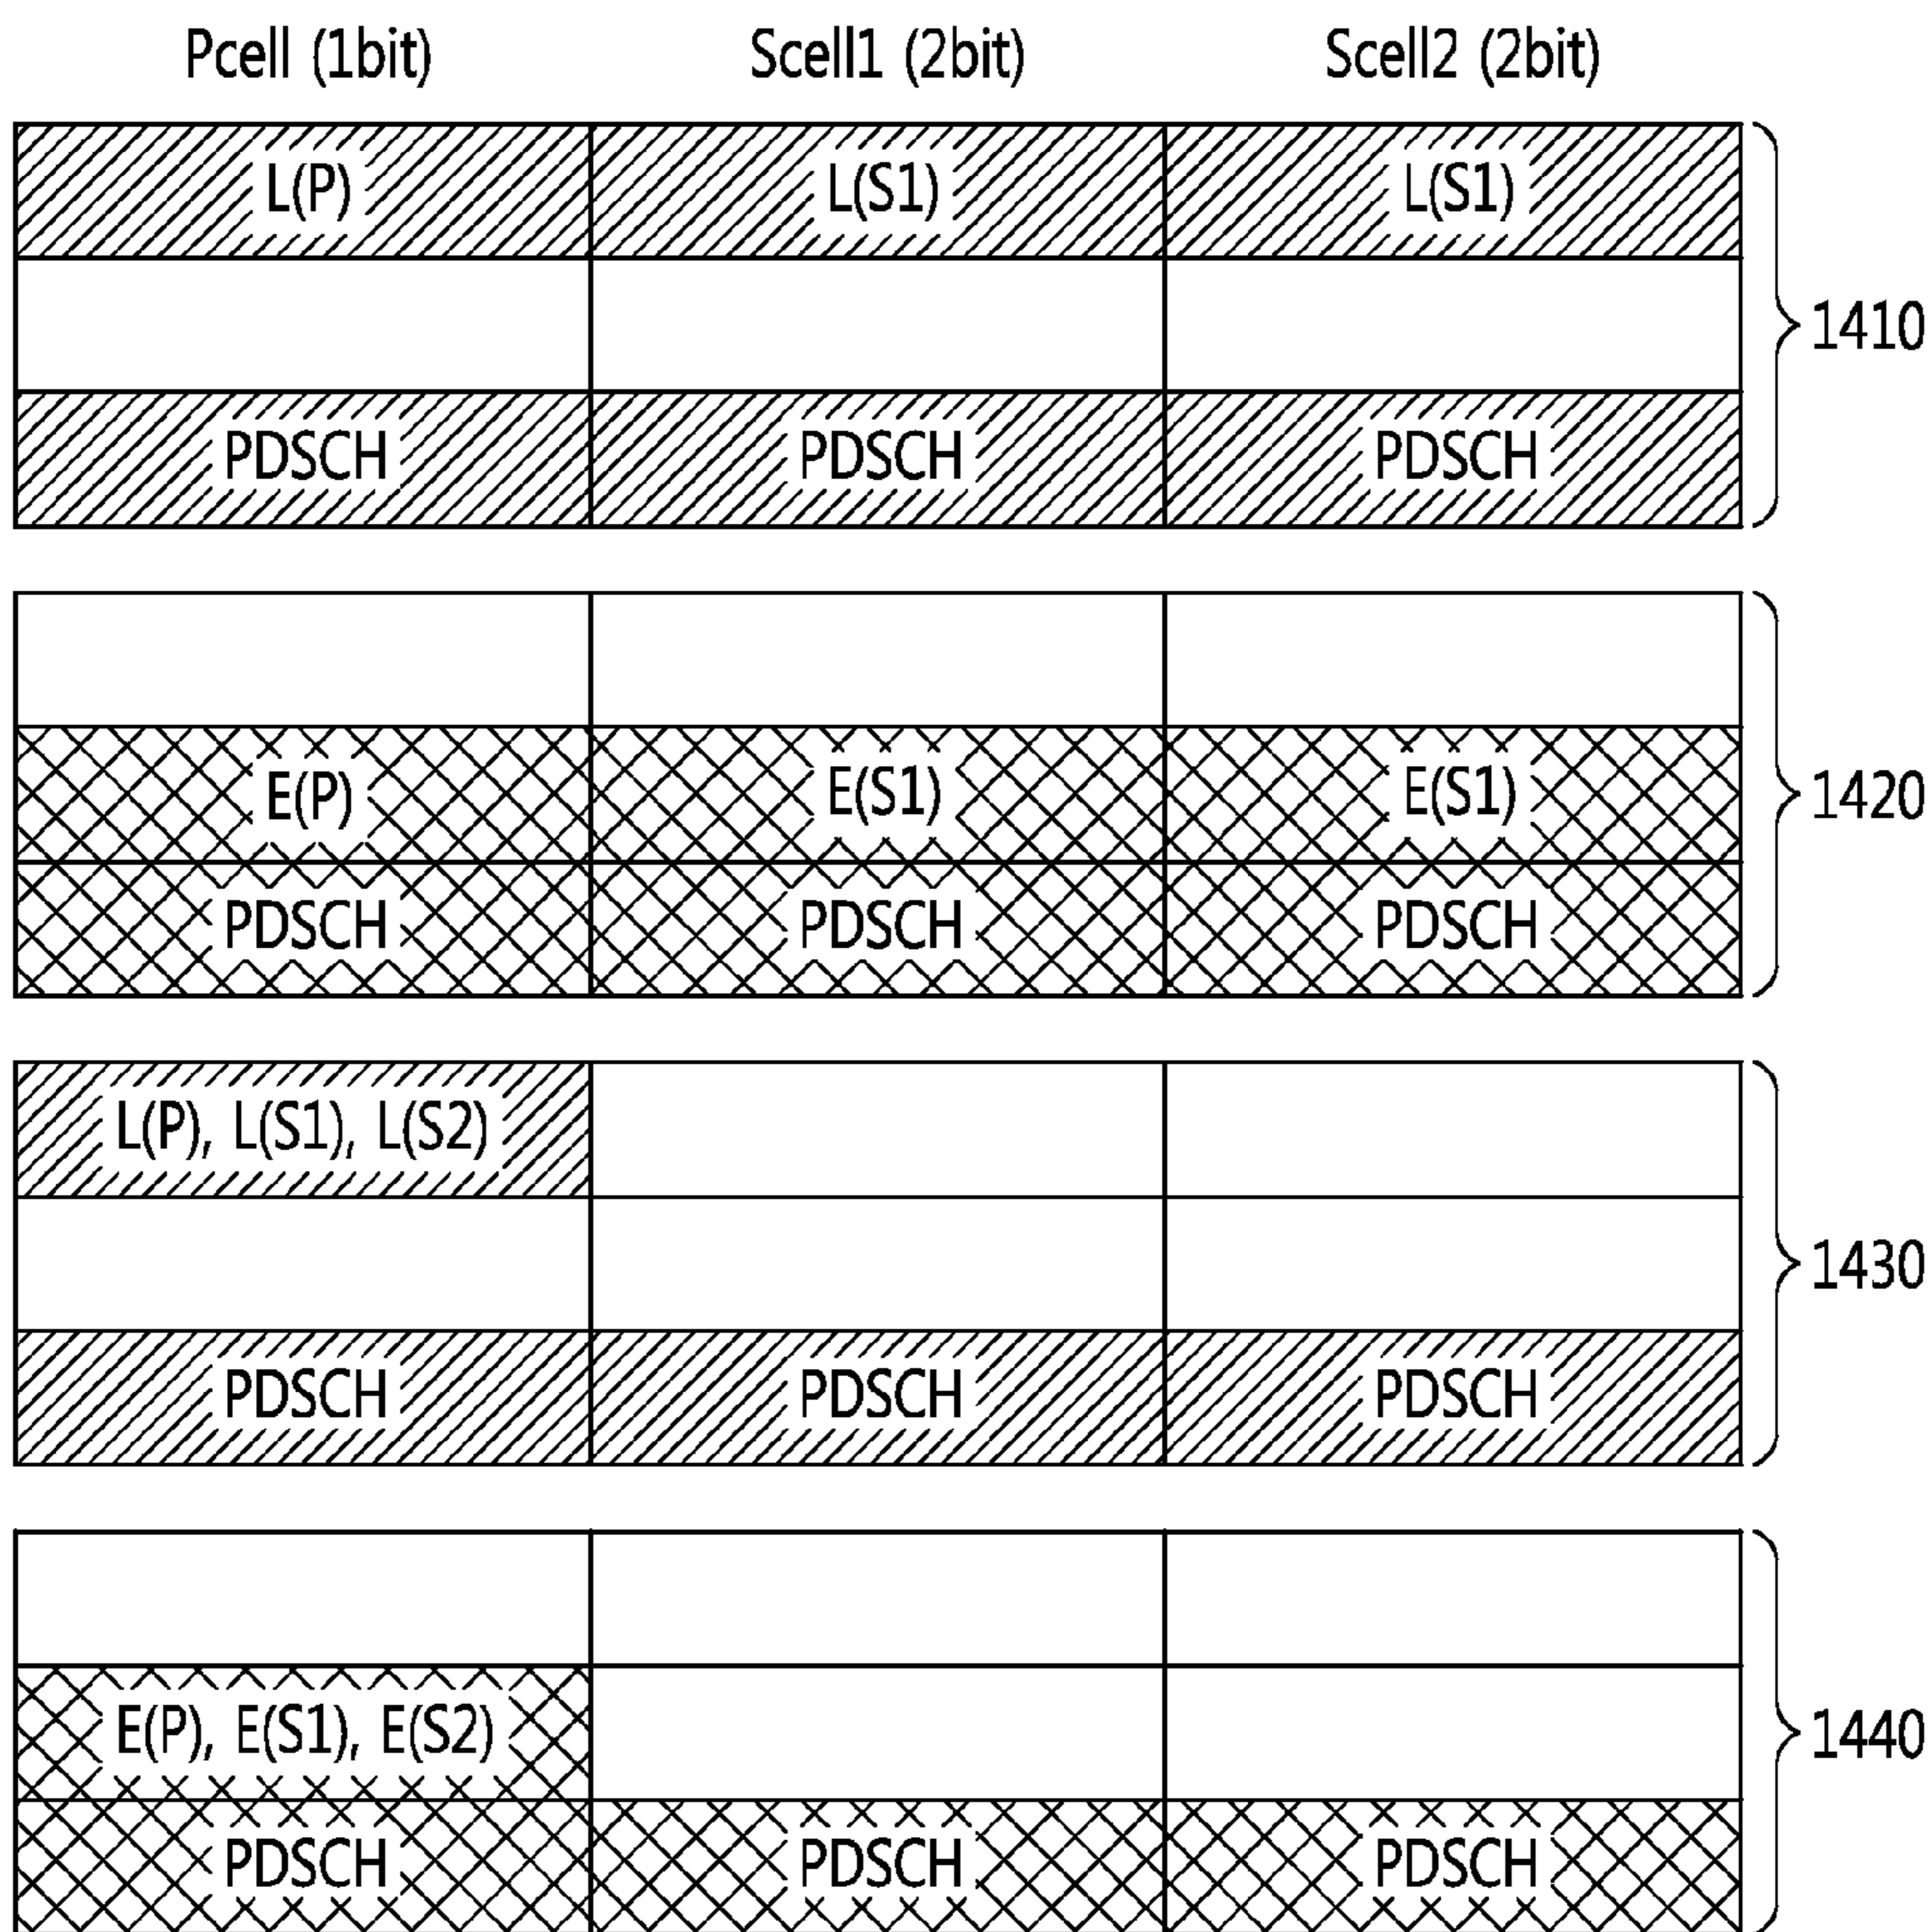 Pcell (1bit) Scell1 (2bit) Scell2 (2bit)
L(P) L(S1) L(S1)
1410
PDSCH PDSCH PDSCH
E(P) E(S1) E(S1)
1420
PDSCH PDSCH PDSCH
L(P), L(S1), L(S2)
1430
PDSCH PDSCH PDSCH
E(P), E(S1), E(S2)
1440
PDSCH PDSCH PDSCH